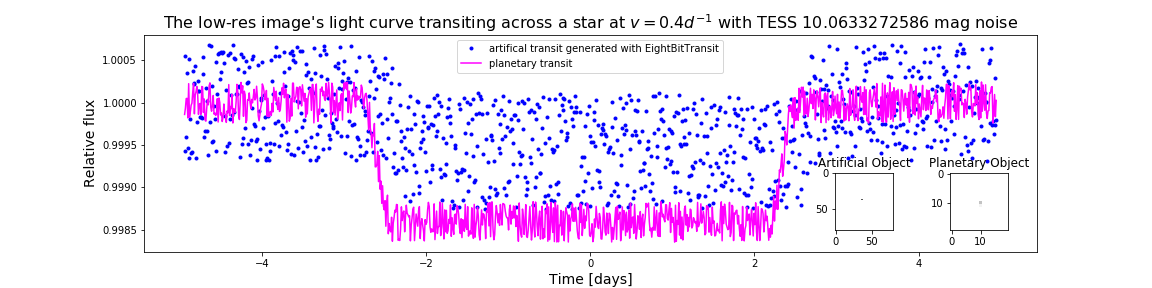 The low-res image's light curve transiting across a star at v = 0.4d⁻¹ with TESS 10.0633272586 mag noise
artifical transit generated with EightBitTransit
planetary transit
Relative flux
1.0005
1.0000
0.9995
0.9990
0.9985
Artificial Object
0
50
0
50
Planetary Object
0
10
0
10
−4
−2
0
2
4
Time [days]